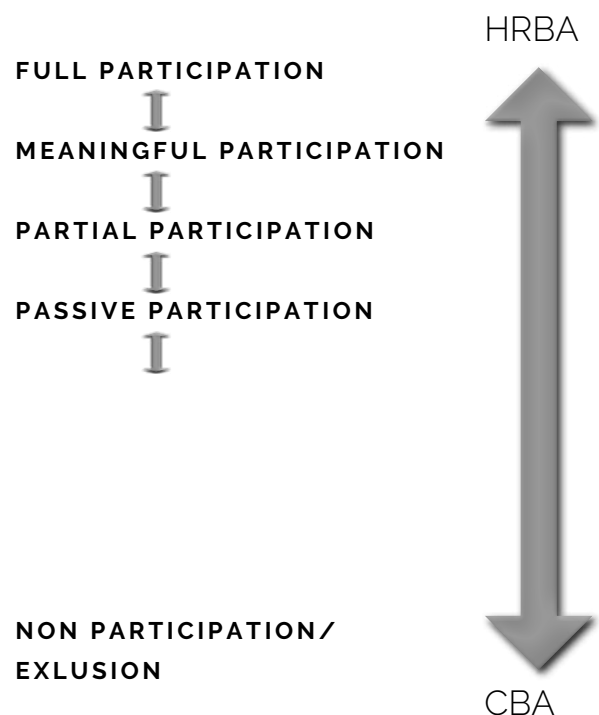 HRBA
FULL PARTICIPATION
MEANINGFUL PARTICIPATION
PARTIAL PARTICIPATION
PASSIVE PARTICIPATION
NON PARTICIPATION/
EXLUSION
CBA